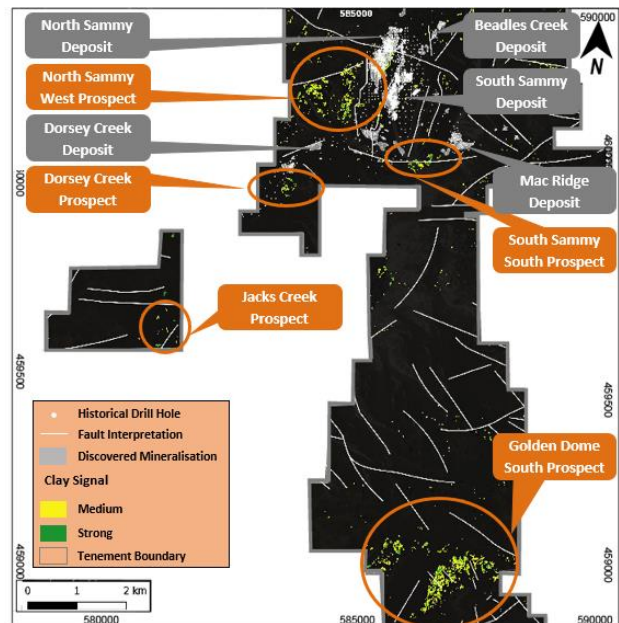 585000
590000
North Sammy
Deposit
Beadles Creek
Deposit
N
North Sammy
West Prospect
South Sammy
Deposit
Dorsey Creek
Deposit
Dorsey Creek
Prospect
Mac Ridge
Deposit
South Sammy
South Prospect
Jacks Creek
Prospect
459500
459500
Historical Drill Hole
Fault Interpretation
Discovered Mineralisation
Clay Signal
Medium
Strong
Tenement Boundary
Golden Dome
South Prospect
459000
459000
0 1 2 km
580000
585000
590000